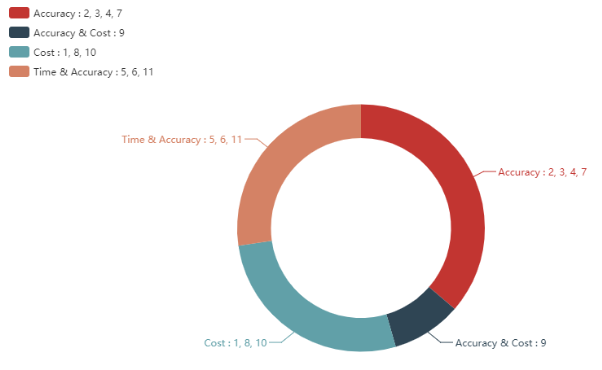 Accuracy : 2, 3, 4, 7
Accuracy & Cost : 9
Cost : 1, 8, 10
Time & Accuracy : 5, 6, 11
Time & Accuracy : 5, 6, 11
Accuracy : 2, 3, 4, 7
Cost : 1, 8, 10
Accuracy & Cost : 9